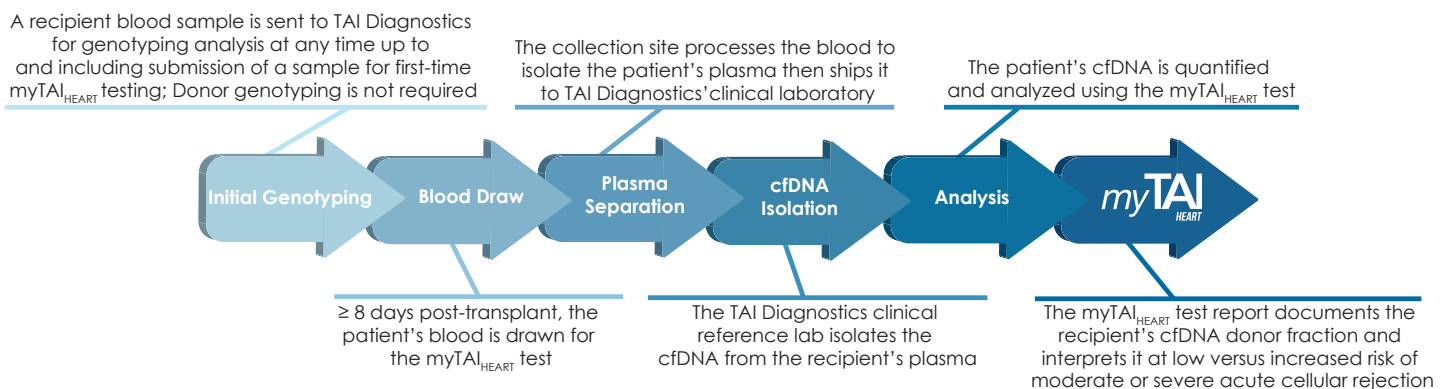 A recipient blood sample is sent to TAI Diagnostics
for genotyping analysis at any time up to
and including submission of a sample for first-time
myTAIHEART testing; Donor genotyping is not required
The collection site processes the blood to
isolate the patient's plasma then ships it
to TAI Diagnostics'clinical laboratory
The patient's cfDNA is quantified
and analyzed using the myTAIHEART test
Initial Genotyping
Blood Draw
Plasma
Separation
cfDNA
Isolation
Analysis
myTAI
HEART
≥ 8 days post-transplant, the
patient's blood is drawn for
the myTAIHEART test
The TAI Diagnostics clinical
reference lab isolates the
cfDNA from the recipient's plasma
The myTAIHEART test report documents the
recipient's cfDNA donor fraction and
interprets it at low versus increased risk of
moderate or severe acute cellular rejection